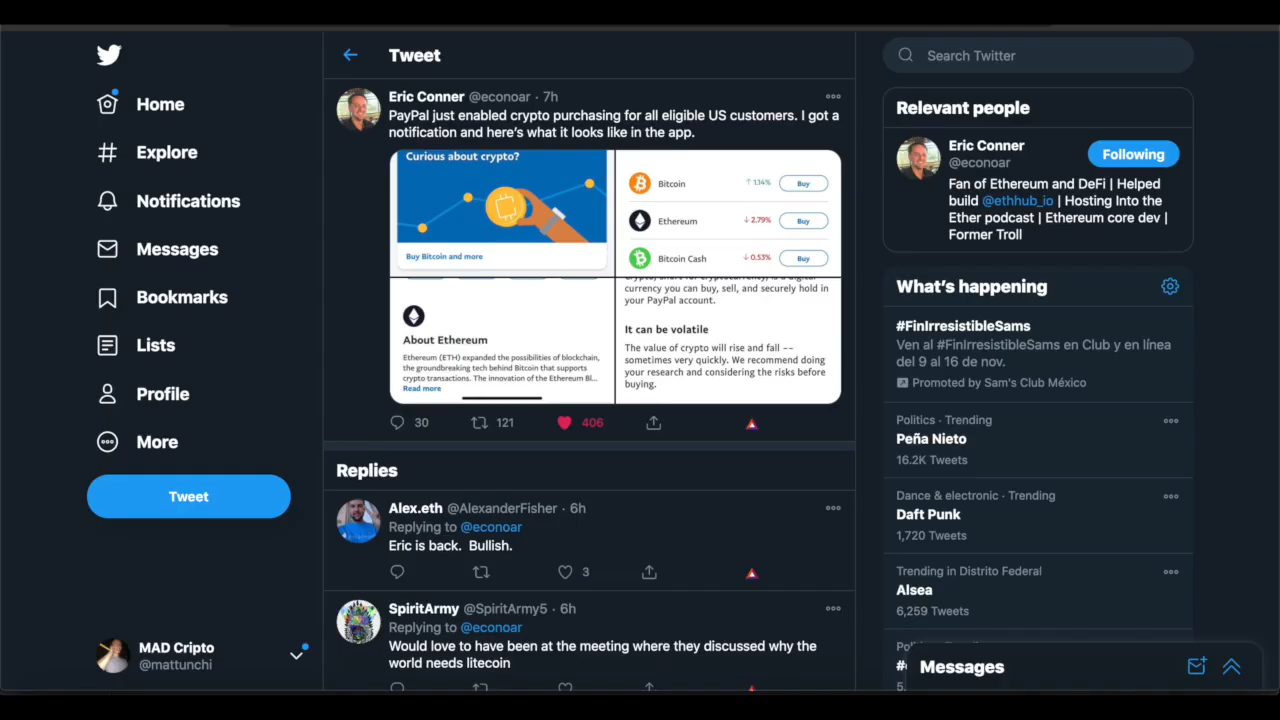 Home
Explore
Notifications
Messages
Bookmarks
Lists
Profile
More
Tweet
MAD Cripto
@mattunchi
Tweet
Eric Conner @econoar · 7h
PayPal just enabled crypto purchasing for all eligible US customers. I got a
notification and here's what it looks like in the app.
Curious about crypto?
Buy Bitcoin and more
Bitcoin ↑ 1.14% Buy
Ethereum ↓ 2.79% Buy
Bitcoin Cash ↓ 0.53% Buy
About Ethereum
Ethereum (ETH) expanded the possibilities of blockchain,
the groundbreaking tech behind Bitcoin that supports
crypto transactions. The innovation of the Ethereum Bl...
Read more
currency you can buy, sell, and securely hold in
your PayPal account.
It can be volatile
The value of crypto will rise and fall --
sometimes very quickly. We recommend doing
your research and considering the risks before
buying.
30 121 406
Replies
Alex.eth @AlexanderFisher · 6h
Replying to @econoar
Eric is back. Bullish.
3
SpiritArmy @SpiritArmy5 · 6h
Replying to @econoar
Would love to have been at the meeting where they discussed why the
world needs litecoin
Search Twitter
Relevant people
Eric Conner
@econoar
Following
Fan of Ethereum and DeFi | Helped
build @ethhub_io | Hosting Into the
Ether podcast | Ethereum core dev |
Former Troll
What's happening
#FinIrresistibleSams
Ven al #FinIrresistibleSams en Club y en línea
del 9 al 16 de nov.
Promoted by Sam's Club México
Politics · Trending
Peña Nieto
16.2K Tweets
Dance & electronic · Trending
Daft Punk
1,720 Tweets
Trending in Distrito Federal
Alsea
6,259 Tweets
Messages